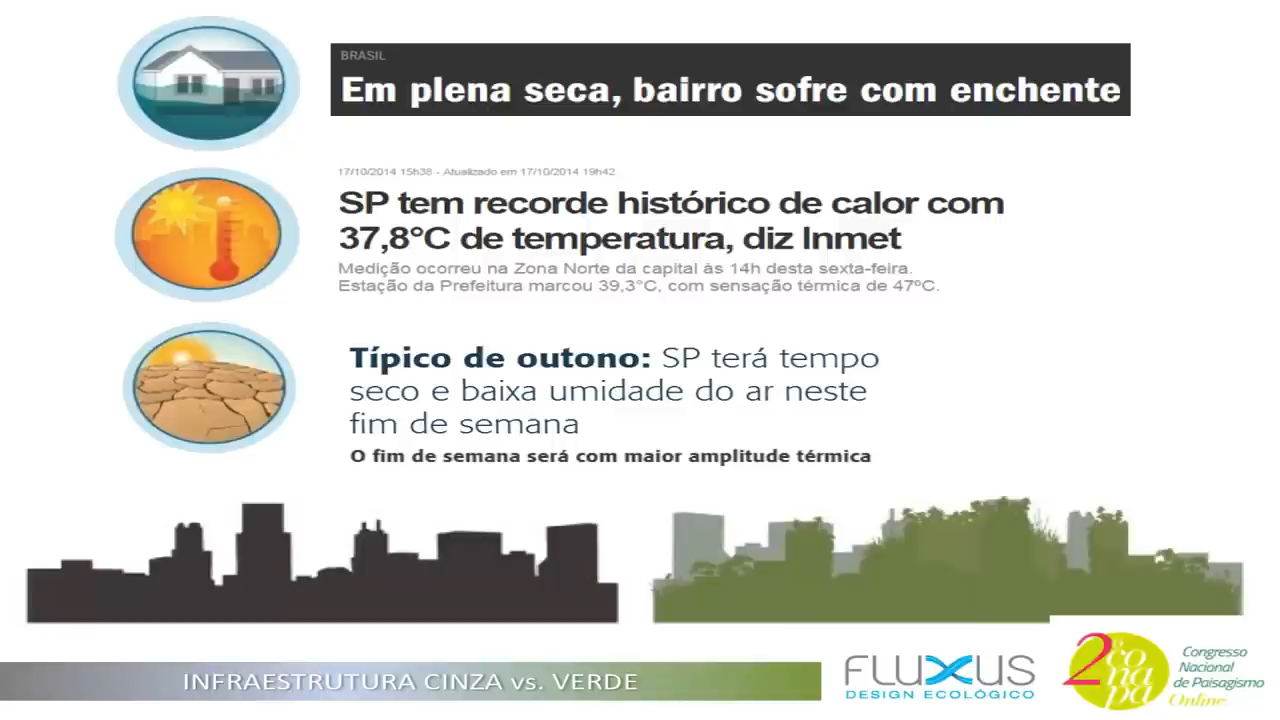 BRASIL
Em plena seca, bairro sofre com enchente
17/10/2014 15h38 - Atualizado em 17/10/2014 19h42
SP tem recorde histórico de calor com
37,8°C de temperatura, diz Inmet
Medição ocorreu na Zona Norte da capital às 14h desta sexta-feira.
Estação da Prefeitura marcou 39,3°C, com sensação térmica de 47ºC.
Típico de outono: SP terá tempo
seco e baixa umidade do ar neste
fim de semana
O fim de semana será com maior amplitude térmica
INFRAESTRUTURA CINZA vs. VERDE
FLUXUS
DESIGN ECOLÓGICO
2º conapa
Congresso
Nacional
de Paisagismo
Online